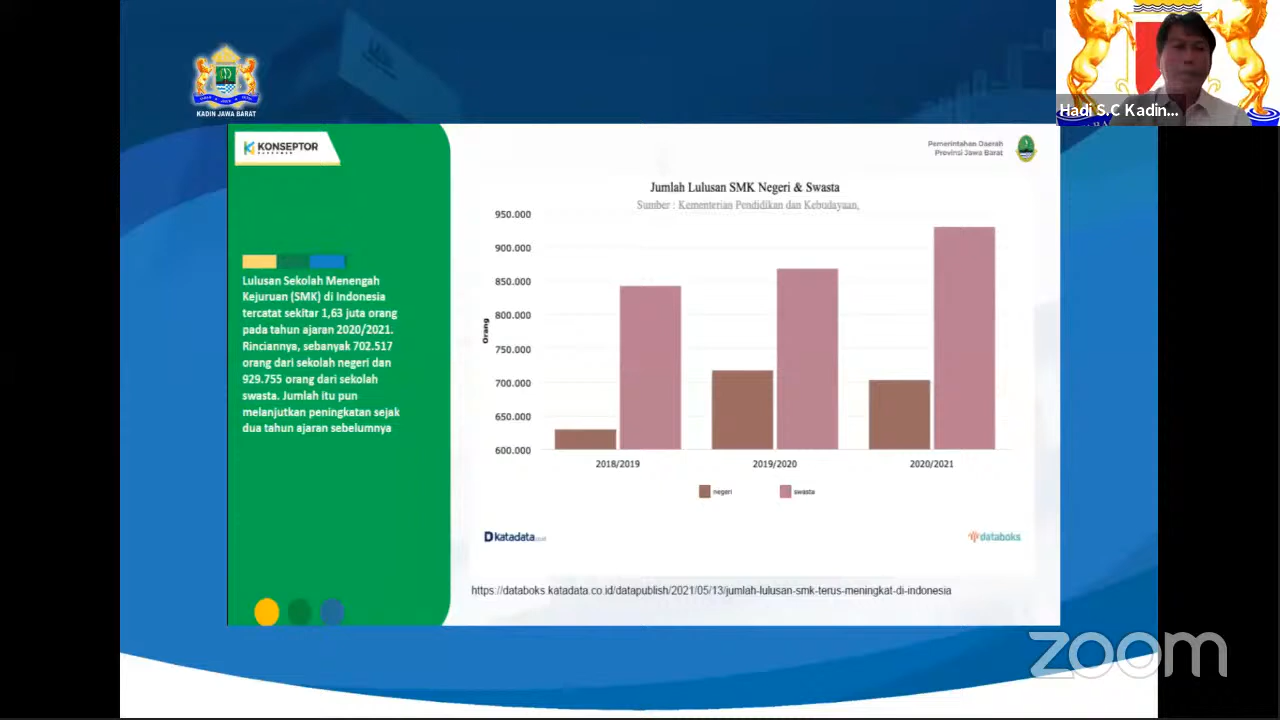 KADIN JAWA BARAT
Hadi S.C Kadin...
KONSEPTOR
Pemerintahan Daerah
Provinsi Jawa Barat
Lulusan Sekolah Menengah
Kejuruan (SMK) di Indonesia
tercatat sekitar 1,63 juta orang
pada tahun ajaran 2020/2021.
Rinciannya, sebanyak 702.517
orang dari sekolah negeri dan
929.755 orang dari sekolah
swasta. Jumlah itu pun
melanjutkan peningkatan sejak
dua tahun ajaran sebelumnya
Jumlah Lulusan SMK Negeri & Swasta
Sumber : Kementerian Pendidikan dan Kebudayaan,
Orang
950.000
900.000
850.000
800.000
750.000
700.000
650.000
600.000
2018/2019 2019/2020 2020/2021
negeri swasta
katadata
databoks
https://databoks.katadata.co.id/datapublish/2021/05/13/jumlah-lulusan-smk-terus-meningkat-di-indonesia
zoom